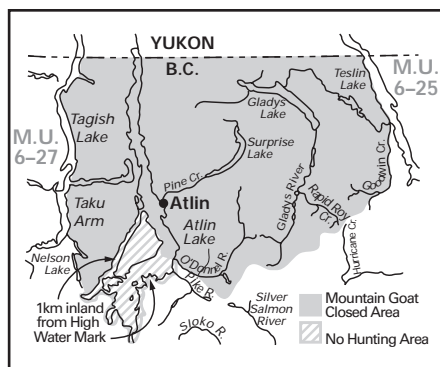 YUKON
B.C.
Teslin
Lake
M.U.
6–25
Gladys
Lake
Tagish
Lake
Surprise
Lake
M.U.
6–27
Pine Cr.
Goodwin Cr.
Atlin
Taku
Arm
Gladys River
Rapid Roy
Cr.
Atlin
Lake
Hurricane Cr.
Nelson
Lake
O'Donnel R.
Pike R.
1km inland
from High
Water Mark
Silver
Salmon
River
Sloko R.
Mountain Goat
Closed Area
No Hunting Area